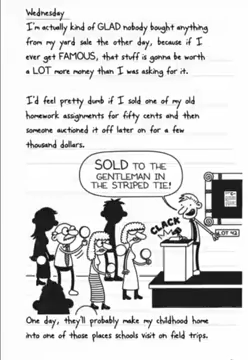 Wednesday
I'm actually kind of GLAD nobody bought anything
from my yard sale the other day, because if I
ever get FAMOUS, that stuff is gonna be worth
a LOT more money than I was asking for it.
I'd feel pretty dumb if I sold one of my old
homework assignments for fifty cents and then
someone auctioned it off later on for a few
thousand dollars.
SOLD TO THE
GENTLEMAN IN
THE STRIPED TIE!
CLACK
LOT 43
One day, they'll probably make my childhood home
into one of those places schools visit on field trips.